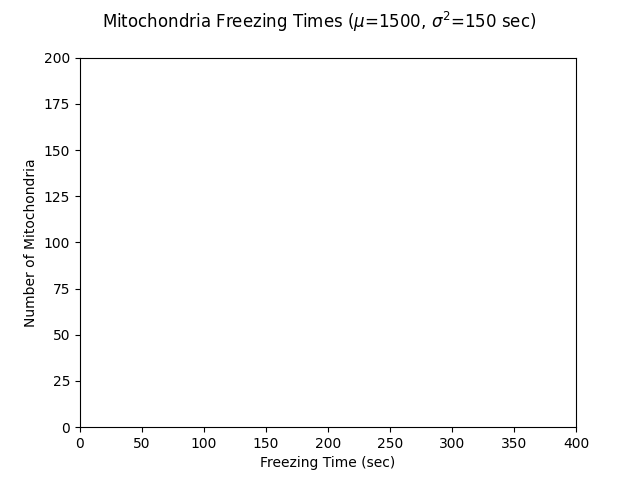 Mitochondria Freezing Times (μ=1500, σ²=150 sec)
200
175
150
125
100
75
50
25
0
Number of Mitochondria
0 50 100 150 200 250 300 350 400
Freezing Time (sec)